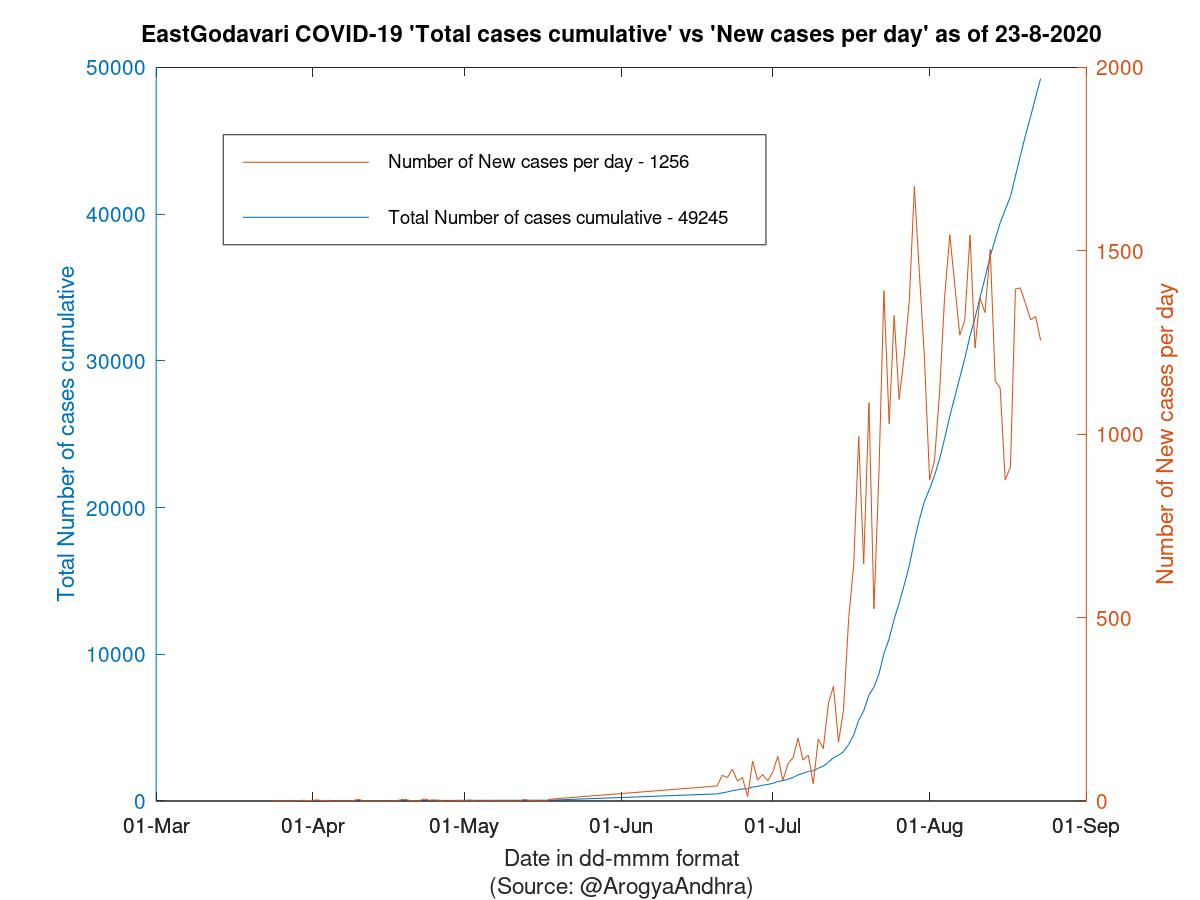 EastGodavari COVID-19 'Total cases cumulative' vs 'New cases per day' as of 23-8-2020
50000
40000
30000
20000
10000
0
Total Number of cases cumulative
Number of New cases per day - 1256
Total Number of cases cumulative - 49245
2000
1500
1000
500
0
Number of New cases per day
01-Mar 01-Apr 01-May 01-Jun 01-Jul 01-Aug 01-Sep
Date in dd-mmm format
(Source: @ArogyaAndhra)